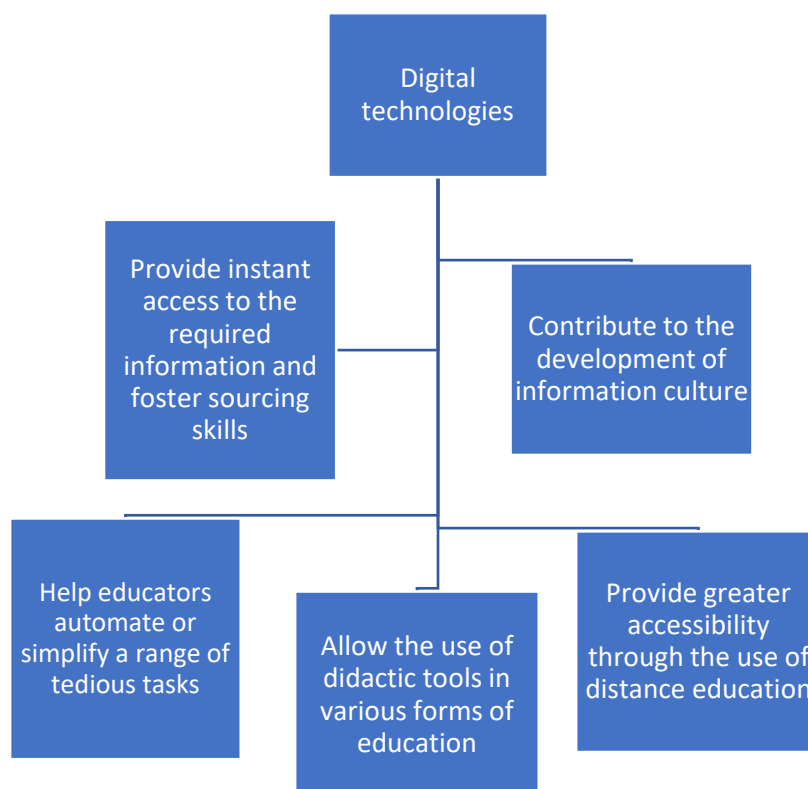 Digital
technologies
Provide instant
access to the
required
information and
foster sourcing
skills
Contribute to the
development of
information culture
Help educators
automate or
simplify a range of
tedious tasks
Allow the use of
didactic tools in
various forms of
education
Provide greater
accessibility
through the use of
distance education